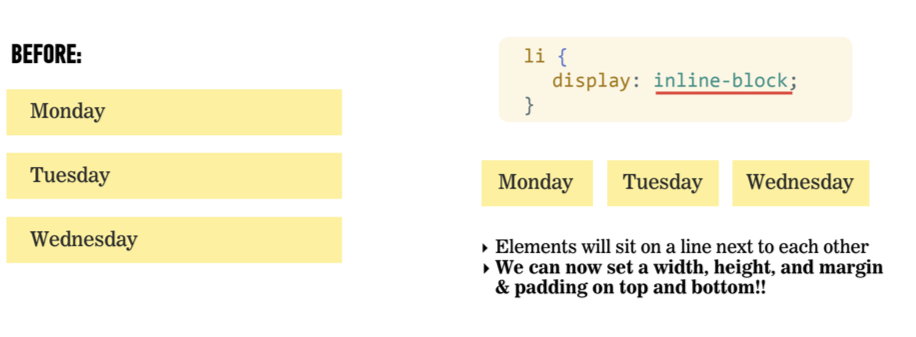 BEFORE:
Monday
Tuesday
Wednesday
li {
display: inline-block;
}
Monday Tuesday Wednesday
‣ Elements will sit on a line next to each other
‣ We can now set a width, height, and margin
& padding on top and bottom!!